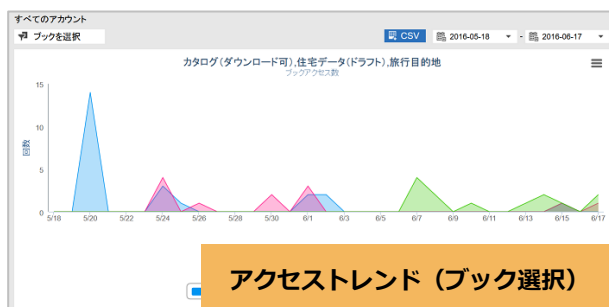 すべてのアカウント
ブックを選択
CSV
2016-05-18 - 2016-06-17
カタログ(ダウンロード可),住宅データ(ドラフト),旅行目的地
ブックアクセス数
回数
15
10
5
0
5/18 5/20 5/22 5/24 5/26 5/28 5/30 6/1 6/3 6/5 6/7 6/9 6/11 6/13 6/15 6/17
アクセストレンド（ブック選択）